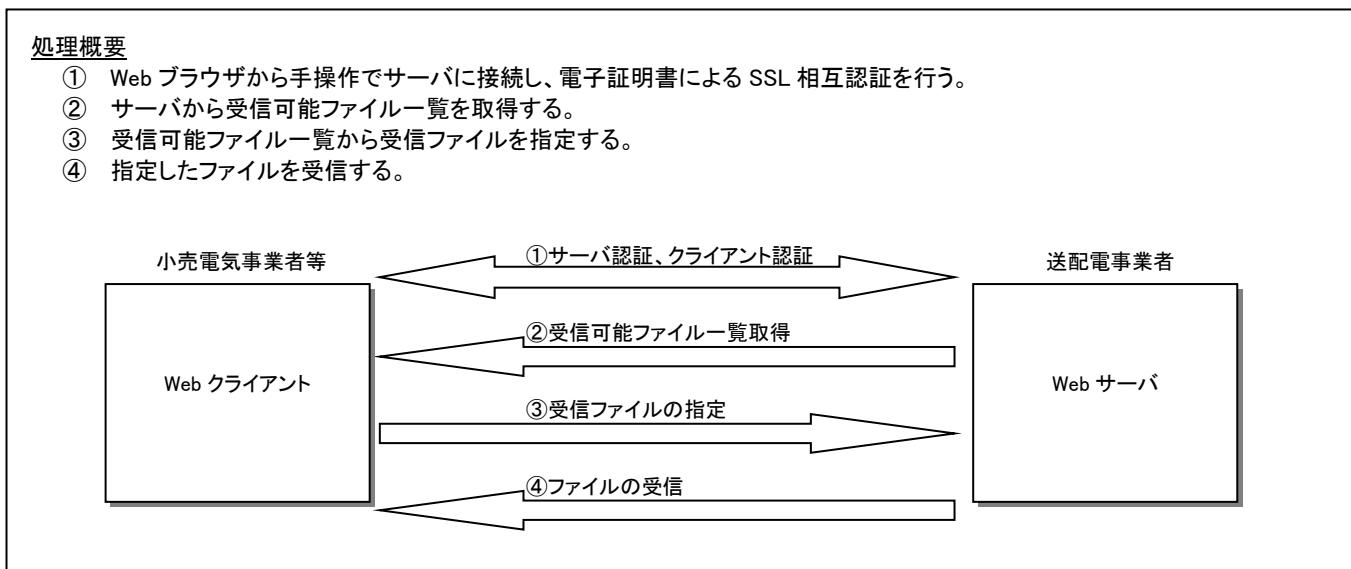 処理概要
① Web ブラウザから手操作でサーバに接続し、電子証明書による SSL 相互認証を行う。
② サーバから受信可能ファイル一覧を取得する。
③ 受信可能ファイル一覧から受信ファイルを指定する。
④ 指定したファイルを受信する。
小売電気事業者等
①サーバ認証、クライアント認証
送配電事業者
②受信可能ファイル一覧取得
Web クライアント
Web サーバ
③受信ファイルの指定
④ファイルの受信